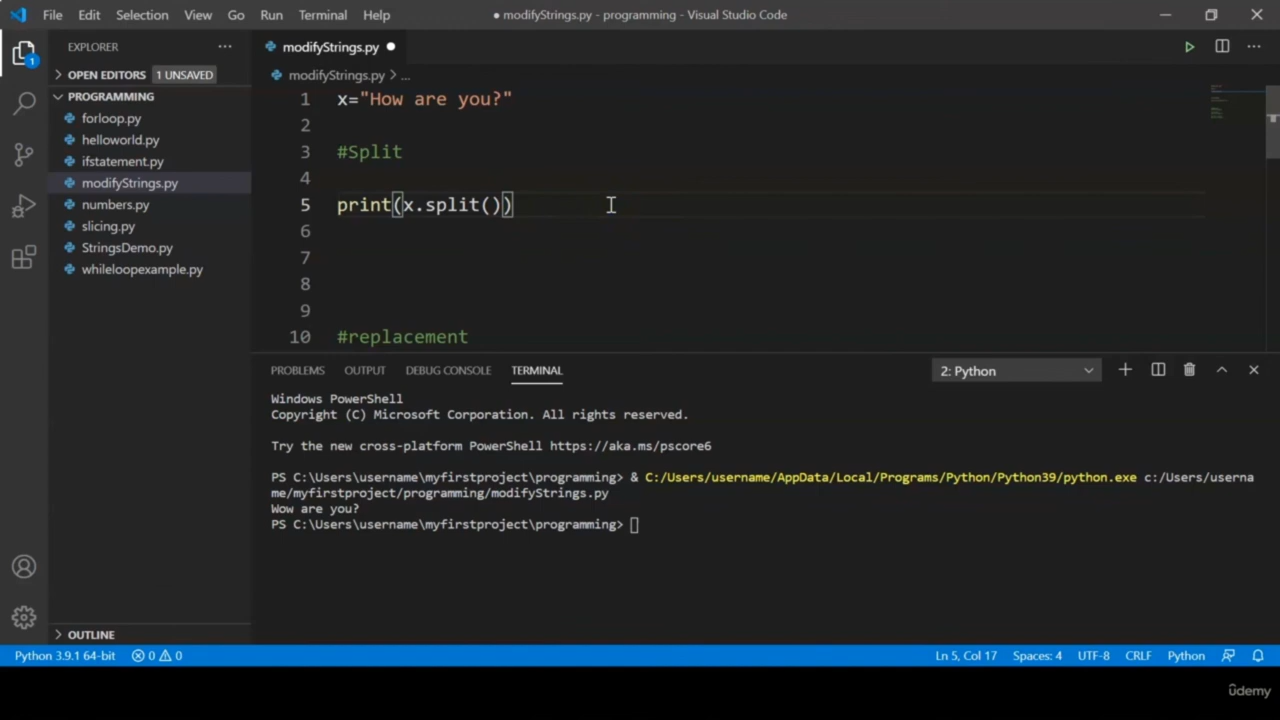 File Edit Selection View Go Run Terminal Help
● modifyStrings.py - programming - Visual Studio Code
EXPLORER
OPEN EDITORS 1 UNSAVED
PROGRAMMING
forloop.py
helloworld.py
ifstatement.py
modifyStrings.py
numbers.py
slicing.py
StringsDemo.py
whileloopexample.py
OUTLINE
1
modifyStrings.py ●
modifyStrings.py > ...
1 x="How are you?"
2
3 #Split
4
5 print(x.split())
6
7
8
9
10 #replacement
PROBLEMS OUTPUT DEBUG CONSOLE TERMINAL
2: Python
Windows PowerShell
Copyright (C) Microsoft Corporation. All rights reserved.
Try the new cross-platform PowerShell https://aka.ms/pscore6
PS C:\Users\username\myfirstproject\programming> & C:/Users/username/AppData/Local/Programs/Python/Python39/python.exe c:/Users/userna
me/myfirstproject/programming/modifyStrings.py
Wow are you?
PS C:\Users\username\myfirstproject\programming>
Python 3.9.1 64-bit 0 0
Ln 5, Col 17 Spaces: 4 UTF-8 CRLF Python
ûdemy